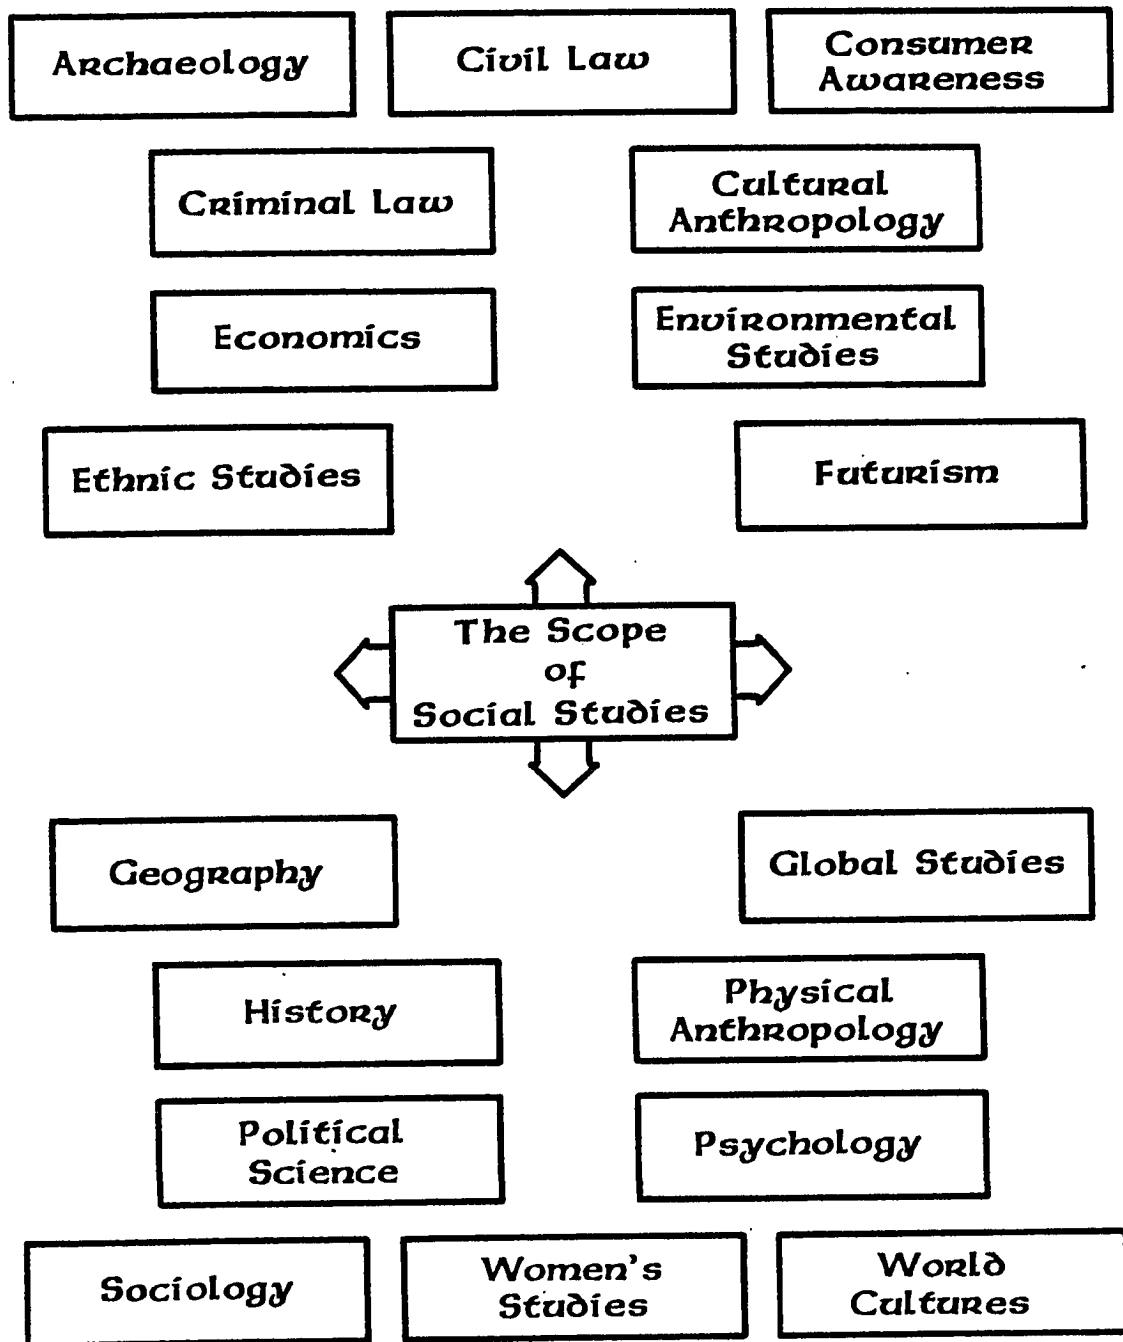 Archaeology
Civil Law
Consumer
Awareness
Criminal Law
Cultural
Anthropology
Economics
Environmental
Studies
Ethnic Studies
Futurism
The Scope
of
Social Studies
Geography
Global Studies
History
Physical
Anthropology
Political
Science
Psychology
Sociology
Women's
Studies
World
Cultures